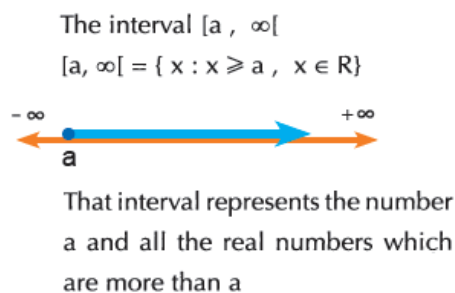 The interval [a , ∞[
[a, ∞[ = { x : x ⩾ a , x ∈ R}
- ∞ +∞
a
That interval represents the number
a and all the real numbers which
are more than a